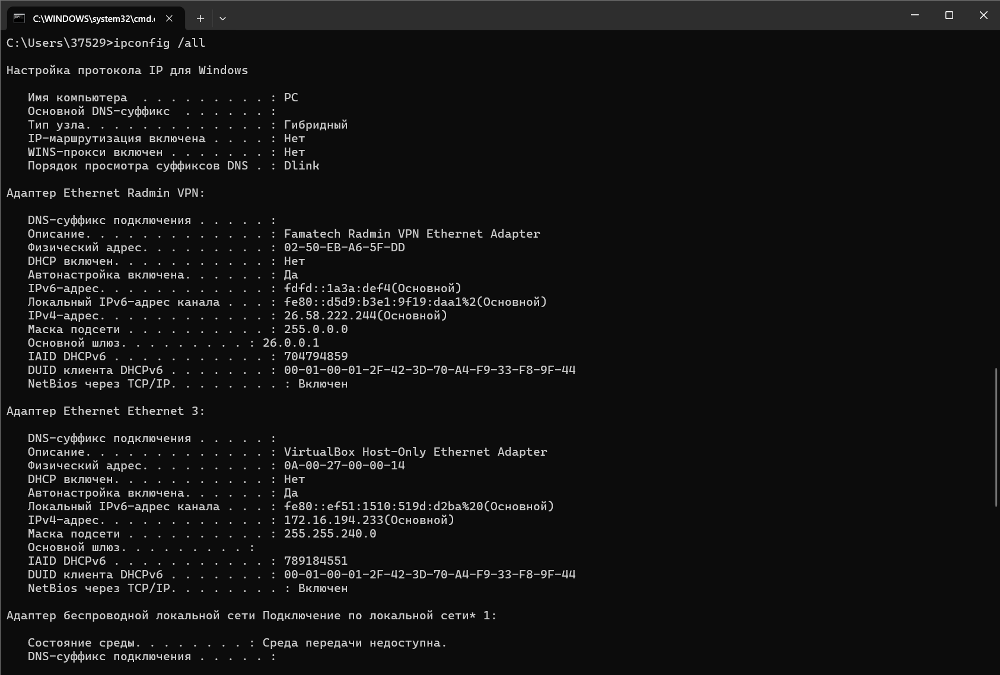 C:\WINDOWS\system32\cmd.
C:\Users\37529>ipconfig /all
Настройка протокола IP для Windows
Имя компьютера  . . . . . . . . . : PC
Основной DNS-суффикс  . . . . . . :
Тип узла. . . . . . . . . . . . . : Гибридный
IP-маршрутизация включена . . . . : Нет
WINS-прокси включен . . . . . . . : Нет
Порядок просмотра суффиксов DNS . : Dlink
Адаптер Ethernet Radmin VPN:
DNS-суффикс подключения . . . . . :
Описание. . . . . . . . . . . . . : Famatech Radmin VPN Ethernet Adapter
Физический адрес. . . . . . . . . : 02-50-EB-A6-5F-DD
DHCP включен. . . . . . . . . . . : Нет
Автонастройка включена. . . . . . : Да
IPv6-адрес. . . . . . . . . . . . : fdfd::1a3a:def4(Основной)
Локальный IPv6-адрес канала . . . : fe80::d5d9:b3e1:9f19:daa1%2(Основной)
IPv4-адрес. . . . . . . . . . . . : 26.58.222.244(Основной)
Маска подсети . . . . . . . . . . : 255.0.0.0
Основной шлюз. . . . . . . . . : 26.0.0.1
IAID DHCPv6 . . . . . . . . . . . : 704794859
DUID клиента DHCPv6 . . . . . . . : 00-01-00-01-2F-42-3D-70-A4-F9-33-F8-9F-44
NetBios через TCP/IP. . . . . . . . : Включен
Адаптер Ethernet Ethernet 3:
DNS-суффикс подключения . . . . . :
Описание. . . . . . . . . . . . . : VirtualBox Host-Only Ethernet Adapter
Физический адрес. . . . . . . . . : 0A-00-27-00-00-14
DHCP включен. . . . . . . . . . . : Нет
Автонастройка включена. . . . . . : Да
Локальный IPv6-адрес канала . . . : fe80::ef51:1510:519d:d2ba%20(Основной)
IPv4-адрес. . . . . . . . . . . . : 172.16.194.233(Основной)
Маска подсети . . . . . . . . . . : 255.255.240.0
Основной шлюз. . . . . . . . . :
IAID DHCPv6 . . . . . . . . . . . : 789184551
DUID клиента DHCPv6 . . . . . . . : 00-01-00-01-2F-42-3D-70-A4-F9-33-F8-9F-44
NetBios через TCP/IP. . . . . . . . : Включен
Адаптер беспроводной локальной сети Подключение по локальной сети* 1:
Состояние среды. . . . . . . . : Среда передачи недоступна.
DNS-суффикс подключения . . . . . :